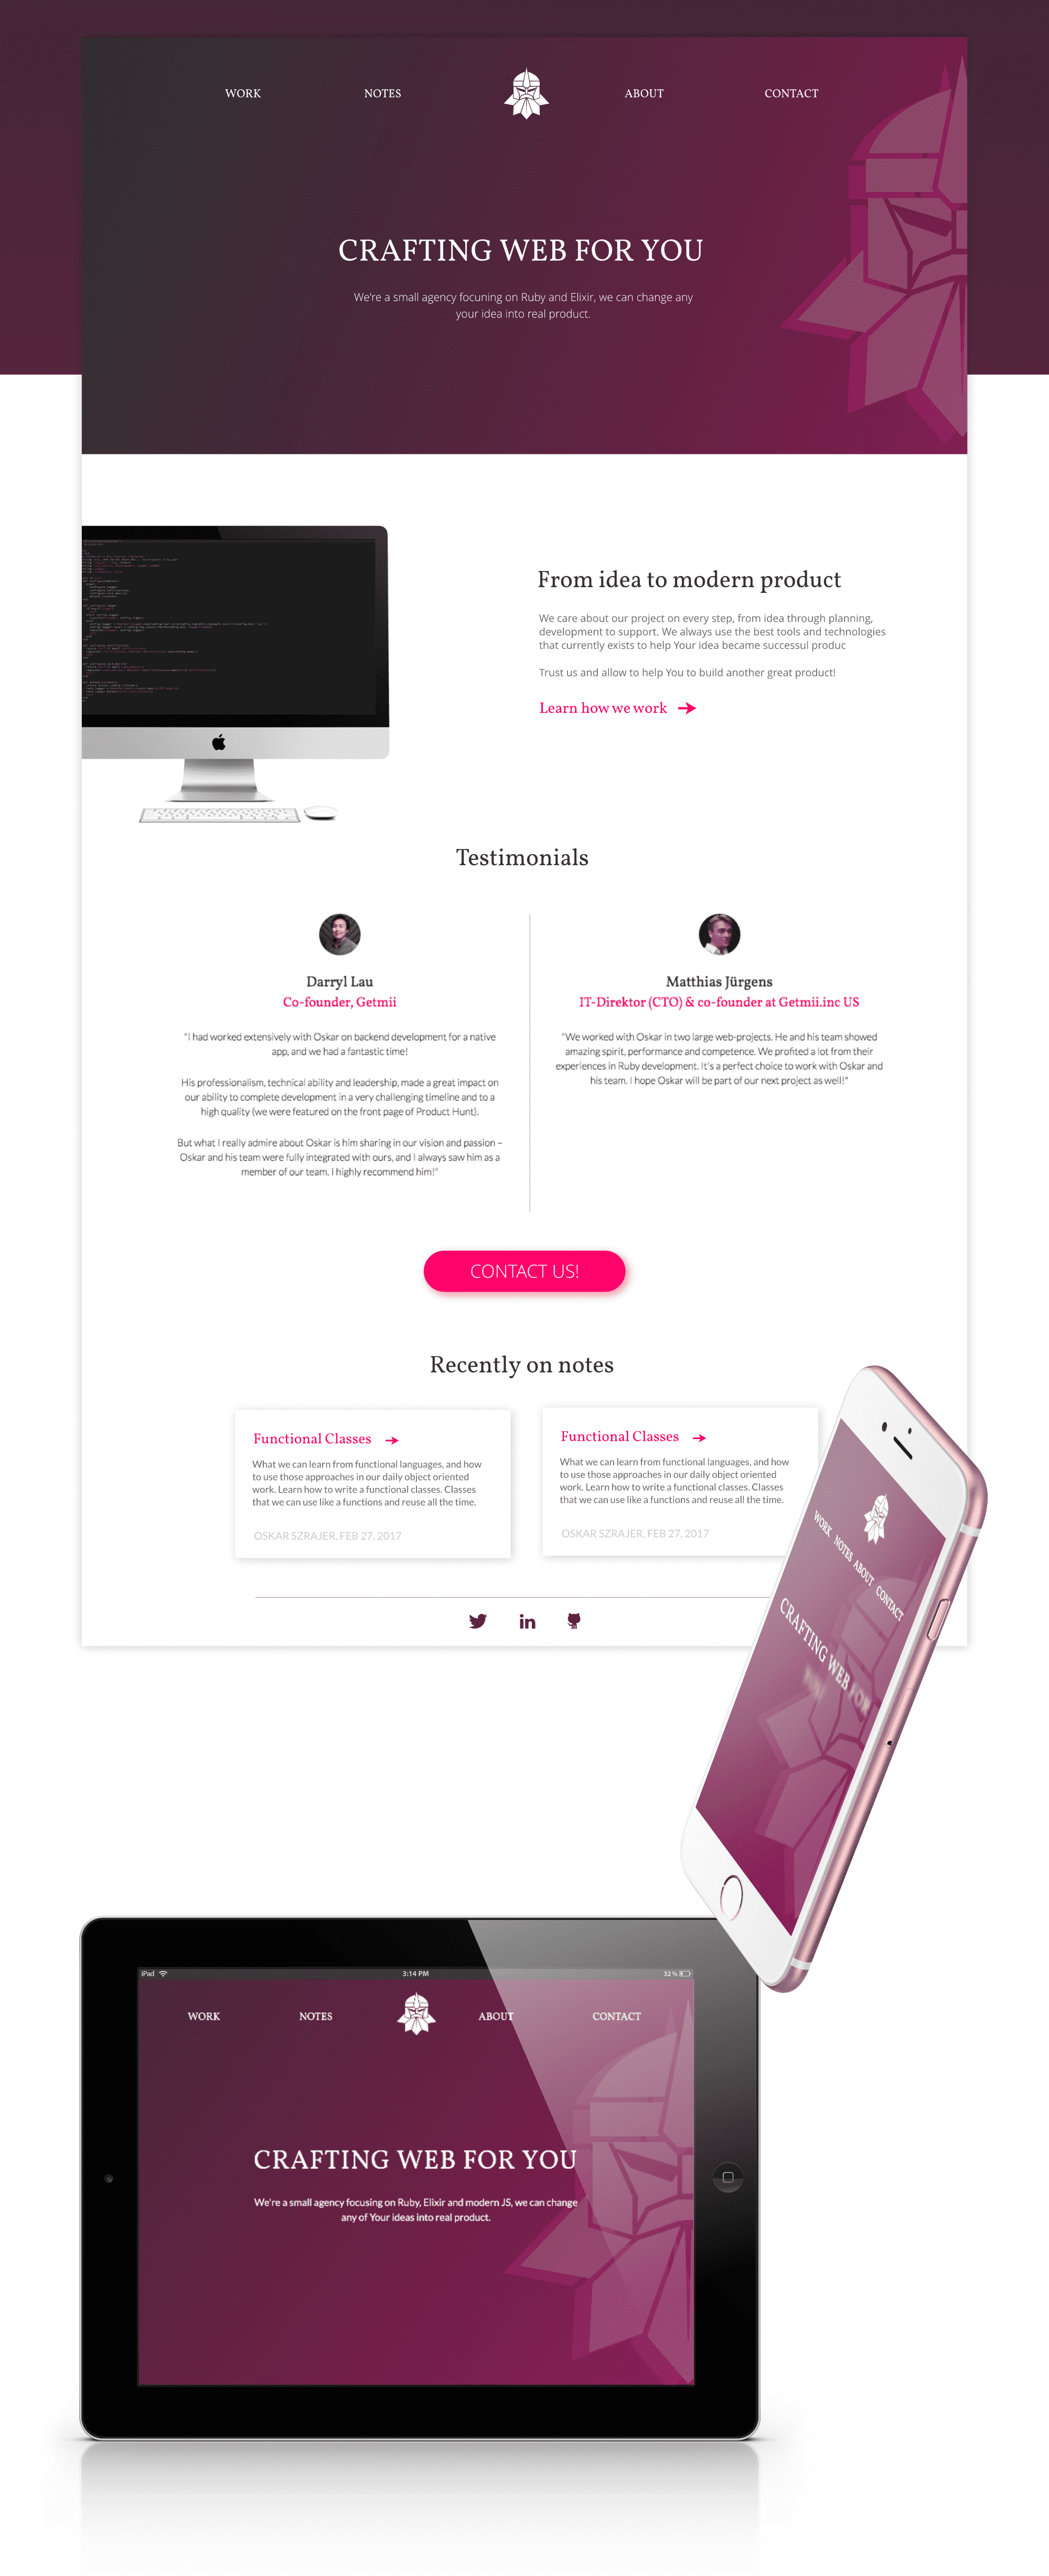 WORK NOTES ABOUT CONTACT
CRAFTING WEB FOR YOU
We're a small agency focuning on Ruby and Elixir, we can change any
your idea into real product.
From idea to modern product
We care about our project on every step, from idea through planning,
development to support. We always use the best tools and technologies
that currently exists to help Your idea became successul produc
Trust us and allow to help You to build another great product!
Learn how we work
Testimonials
Darryl Lau
Co-founder, Getmii
"I had worked extensively with Oskar on backend development for a native
app, and we had a fantastic time!
His professionalism, technical ability and leadership, made a great impact on
our ability to complete development in a very challenging timeline and to a
high quality (we were featured on the front page of Product Hunt).
But what I really admire about Oskar is him sharing in our vision and passion –
Oskar and his team were fully integrated with ours, and I always saw him as a
member of our team. I highly recommend him!"
Matthias Jürgens
IT-Direktor (CTO) & co-founder at Getmii.inc US
"We worked with Oskar in two large web-projects. He and his team showed
amazing spirit, performance and competence. We profited a lot from their
experiences in Ruby development. It's a perfect choice to work with Oskar and
his team. I hope Oskar will be part of our next project as well!"
CONTACT US!
Recently on notes
Functional Classes
What we can learn from functional languages, and how
to use those approaches in our daily object oriented
work. Learn how to write a functional classes. Classes
that we can use like a functions and reuse all the time.
OSKAR SZRAJER, FEB 27, 2017
Functional Classes
What we can learn from functional languages, and how
to use those approaches in our daily object oriented
work. Learn how to write a functional classes. Classes
that we can use like a functions and reuse all the time.
OSKAR SZRAJER, FEB 27, 2017
in
WORK NOTES ABOUT CONTACT
CRAFTING WEB FOR
iPad 3:14 PM 32 %
WORK NOTES ABOUT CONTACT
CRAFTING WEB FOR YOU
We're a small agency focusing on Ruby, Elixir and modern JS, we can change
any of Your ideas into real product.